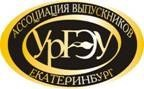 АССОЦИАЦИЯ ВЫПУСКНИКОВ
УрГЭУ
ЕКАТЕРИНБУРГ